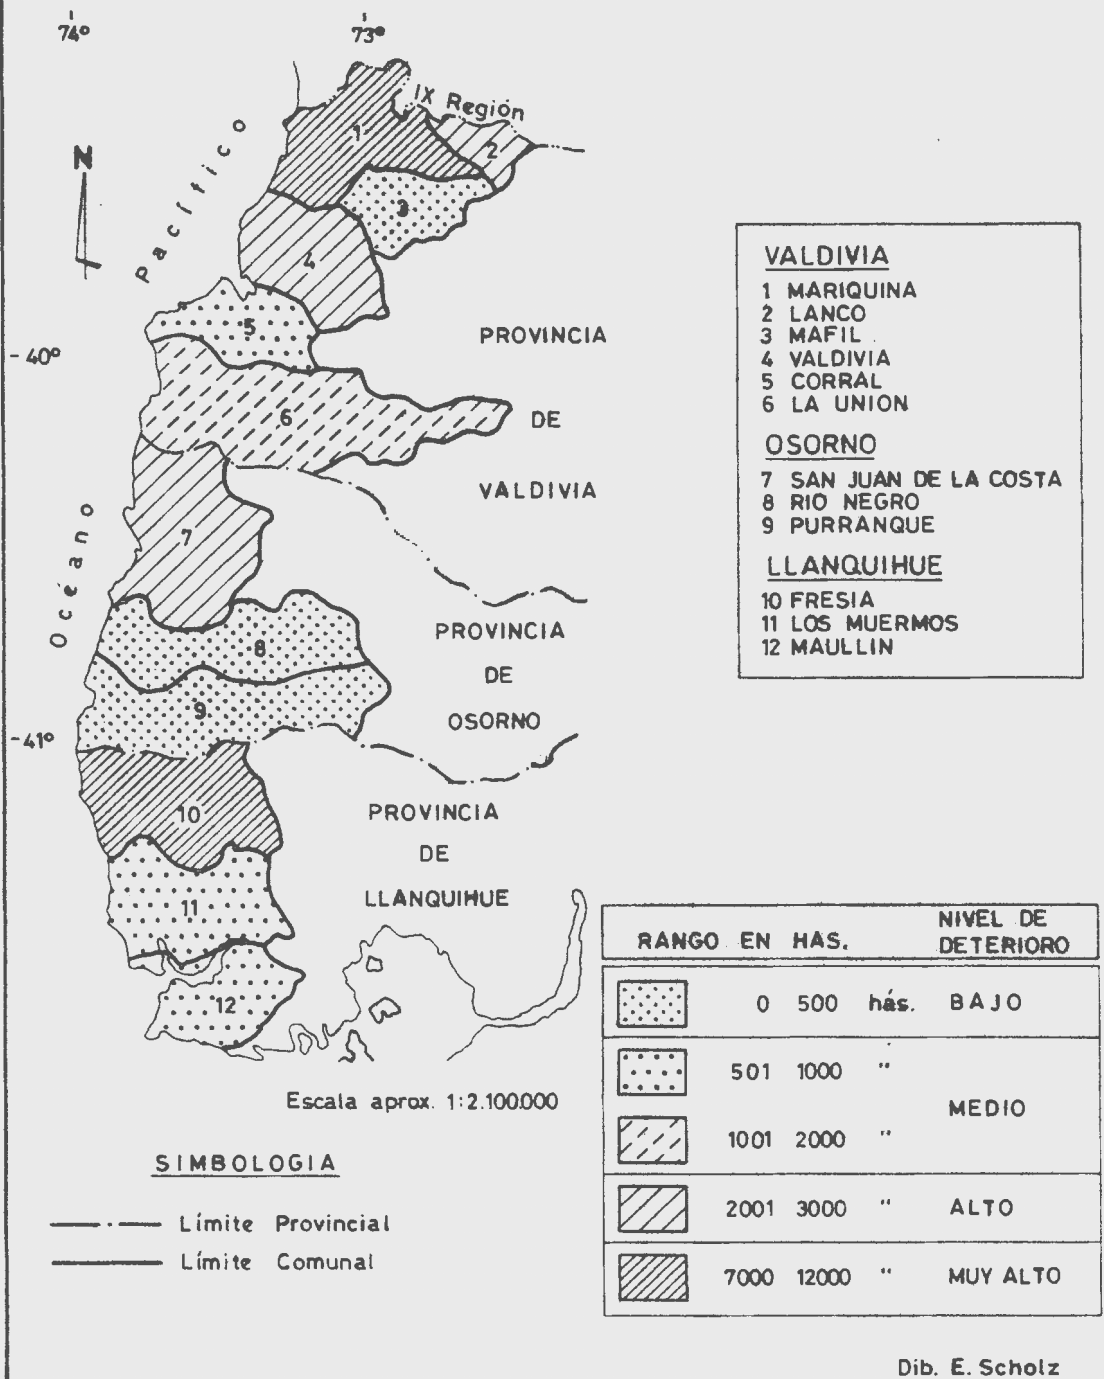 74º
73º
IX Región
1
2
N
3
Pacífico
4
VALDIVIA
1 MARIQUINA
2 LANCO
3 MAFIL
4 VALDIVIA
5 CORRAL
6 LA UNION
OSORNO
7 SAN JUAN DE LA COSTA
8 RIO NEGRO
9 PURRANQUE
LLANQUIHUE
10 FRESIA
11 LOS MUERMOS
12 MAULLIN
5
PROVINCIA
DE
VALDIVIA
-40º
6
7
Océano
8
PROVINCIA
DE
OSORNO
9
-41º
10
PROVINCIA
DE
LLANQUIHUE
11
12
Escala aprox. 1:2.100.000
RANGO EN HAS. NIVEL DE DETERIORO
0 500 hás. BAJO
501 1000 "
MEDIO
1001 2000 "
2001 3000 " ALTO
7000 12000 " MUY ALTO
SIMBOLOGIA
Límite Provincial
Límite Comunal
Dib. E. Scholz